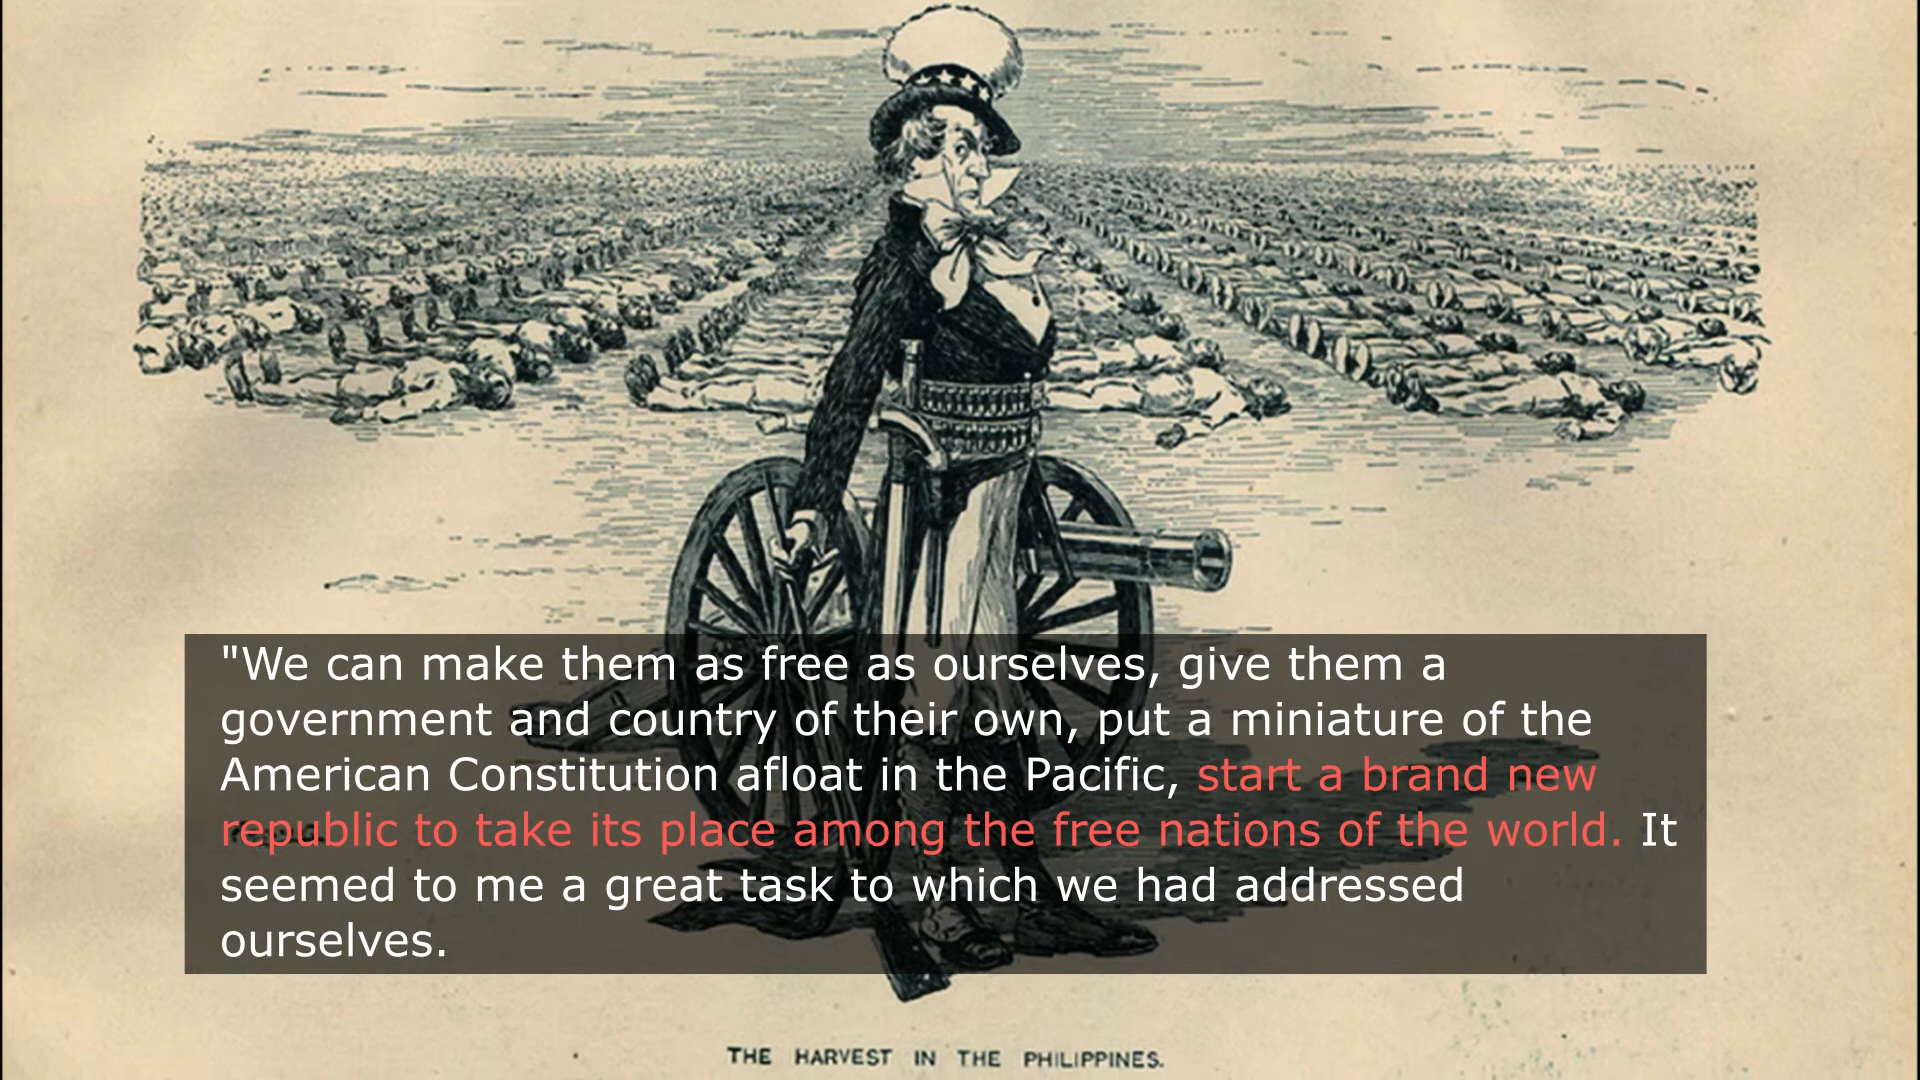 "We can make them as free as ourselves, give them a
government and country of their own, put a miniature of the
American Constitution afloat in the Pacific, start a brand new
republic to take its place among the free nations of the world. It
seemed to me a great task to which we had addressed
ourselves.
THE HARVEST IN THE PHILIPPINES.